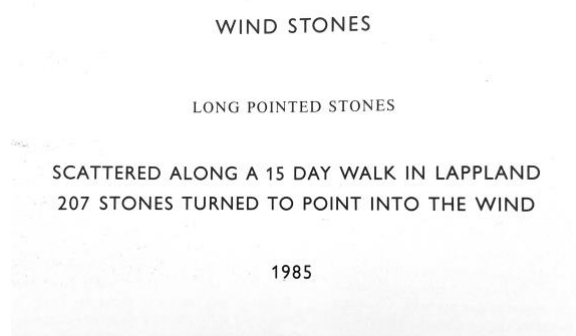 WIND STONES
LONG POINTED STONES
SCATTERED ALONG A 15 DAY WALK IN LAPPLAND
207 STONES TURNED TO POINT INTO THE WIND
1985